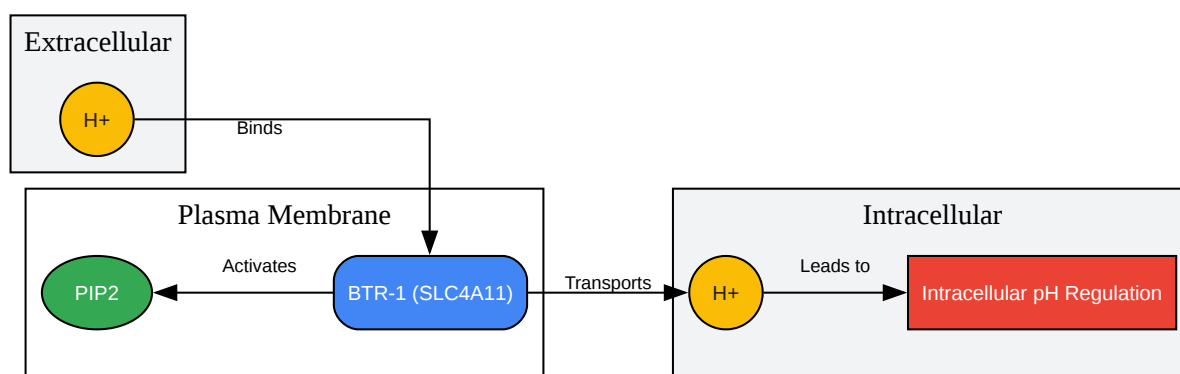 Extracellular
H+
Binds
Plasma Membrane
PIP2
Activates
BTR-1 (SLC4A11)
Transports
Intracellular
H+
Leads to
Intracellular pH Regulation